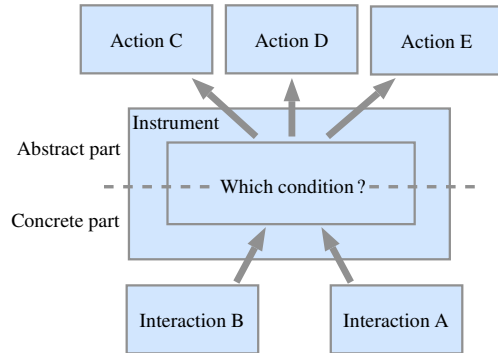 Action C
Action D
Action E
Instrument
Abstract part
Which condition ?
Concrete part
Interaction B
Interaction A